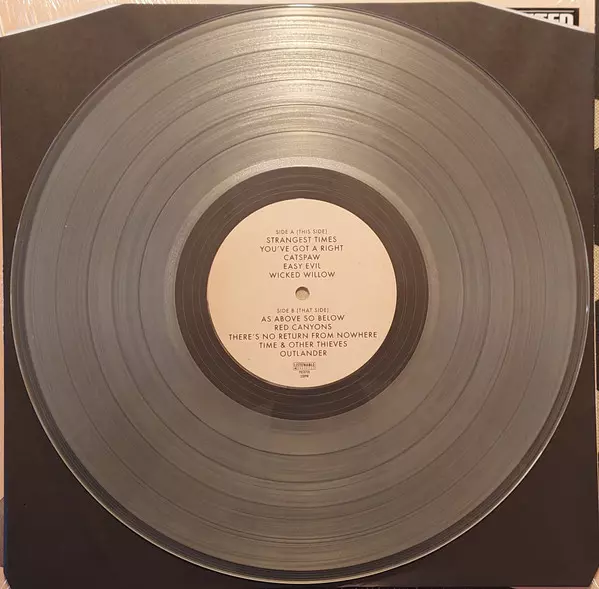 SIDE A (THIS SIDE)
STRANGEST TIMES
YOU'VE GOT A RIGHT
CATSPAW
EASY EVIL
WICKED WILLOW
SIDE B (THAT SIDE)
AS ABOVE SO BELOW
RED CANYONS
THERE'S NO RETURN FROM NOWHERE
TIME & OTHER THIEVES
OUTLANDER